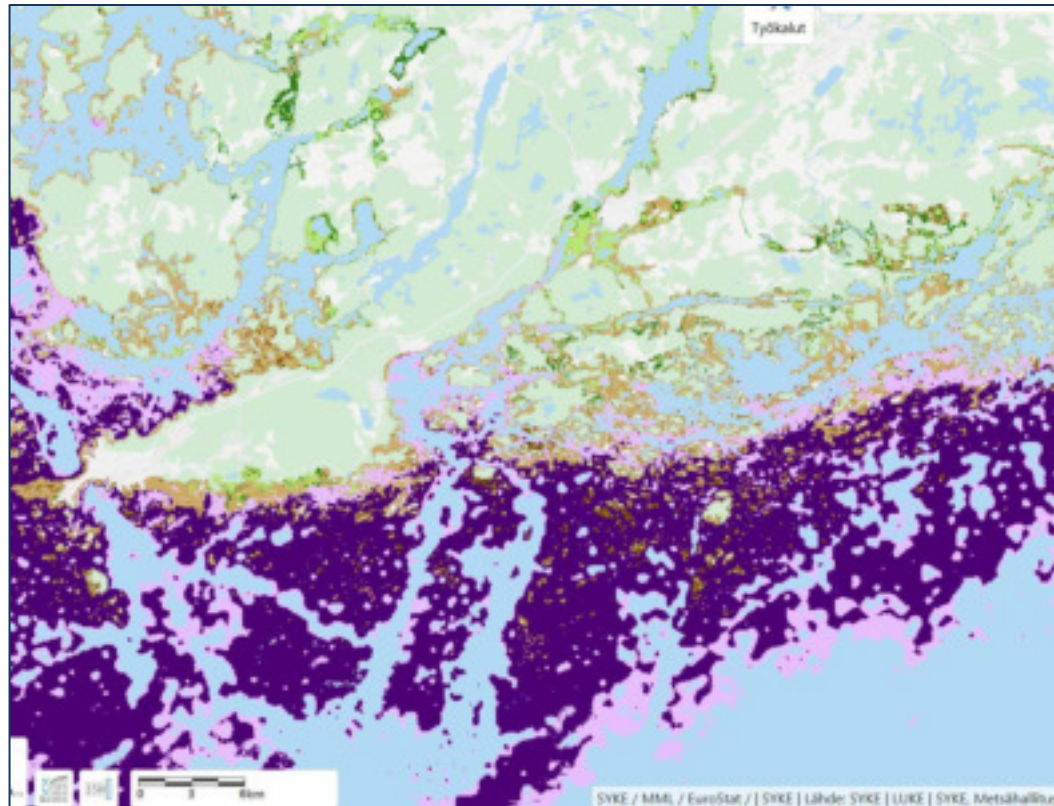 Työkalut
0 3 6km
SYKE / MML / EuroStat / | SYKE | Lähde: SYKE | LUKE | SYKE, Metsähallitus